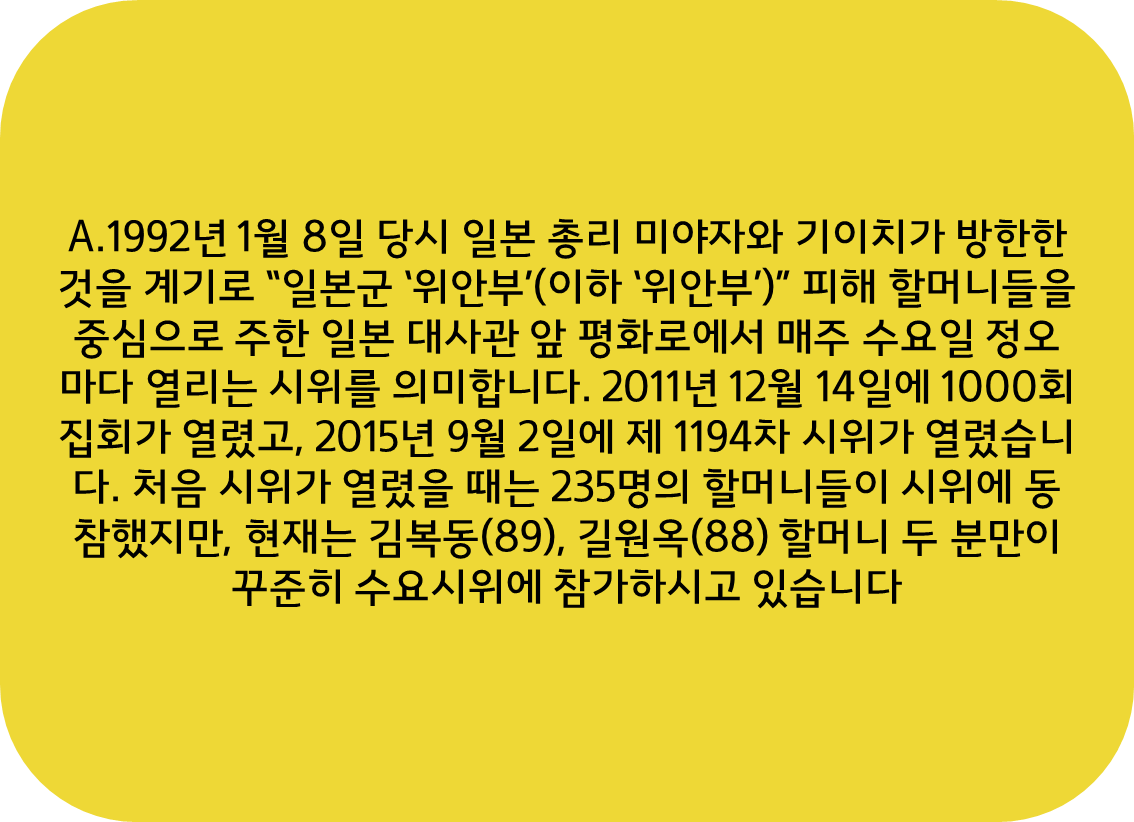 A.1992년 1월 8일 당시 일본 총리 미야자와 기이치가 방한한
것을 계기로 “일본군 ‘위안부’(이하 ‘위안부’)” 피해 할머니들을
중심으로 주한 일본 대사관 앞 평화로에서 매주 수요일 정오
마다 열리는 시위를 의미합니다. 2011년 12월 14일에 1000회
집회가 열렸고, 2015년 9월 2일에 제 1194차 시위가 열렸습니
다. 처음 시위가 열렸을 때는 235명의 할머니들이 시위에 동
참했지만, 현재는 김복동(89), 길원옥(88) 할머니 두 분만이
꾸준히 수요시위에 참가하시고 있습니다